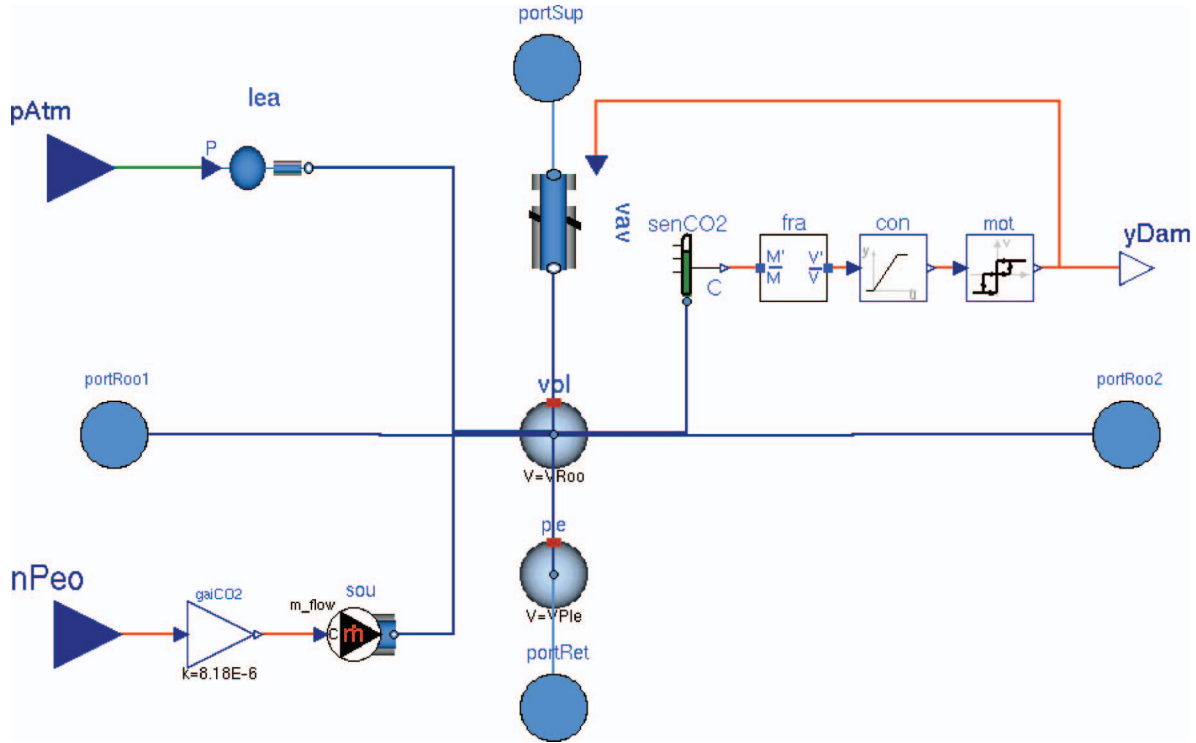 portSup
lea
pAtm
P
vav
senCO2
fra
con
mot
yDam
M'
M
V'
V
y
u
v
C
portRoo1
vol
portRoo2
V=VRoo
ple
nPeo
gaiCO2
m_flow
sou
V=VPle
C
ṁ
k=8.18E-6
portRet